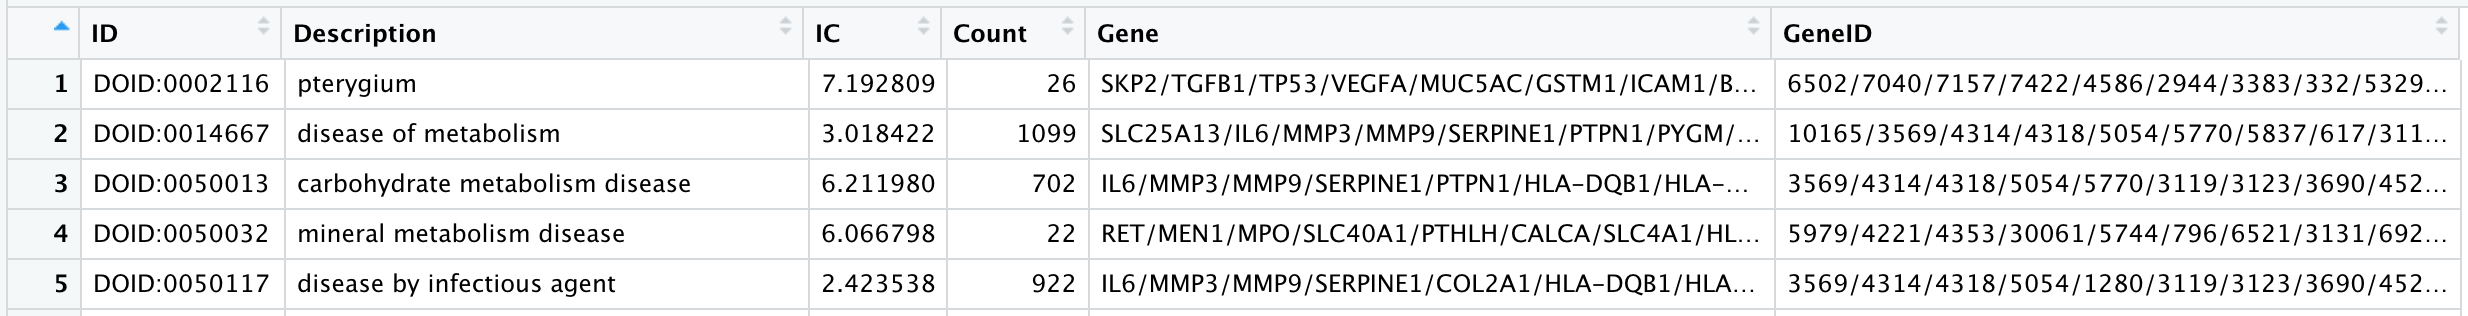 ID Description IC Count Gene GeneID
1 DOID:0002116 pterygium 7.192809 26 SKP2/TGFB1/TP53/VEGFA/MUC5AC/GSTM1/ICAM1/B... 6502/7040/7157/7422/4586/2944/3383/332/5329...
2 DOID:0014667 disease of metabolism 3.018422 1099 SLC25A13/IL6/MMP3/MMP9/SERPINE1/PTPN1/PYGM/... 10165/3569/4314/4318/5054/5770/5837/617/311...
3 DOID:0050013 carbohydrate metabolism disease 6.211980 702 IL6/MMP3/MMP9/SERPINE1/PTPN1/HLA-DQB1/HLA-... 3569/4314/4318/5054/5770/3119/3123/3690/452...
4 DOID:0050032 mineral metabolism disease 6.066798 22 RET/MEN1/MPO/SLC40A1/PTHLH/CALCA/SLC4A1/HL... 5979/4221/4353/30061/5744/796/6521/3131/692...
5 DOID:0050117 disease by infectious agent 2.423538 922 IL6/MMP3/MMP9/SERPINE1/COL2A1/HLA-DQB1/HLA... 3569/4314/4318/5054/1280/3119/3123/3690/452...